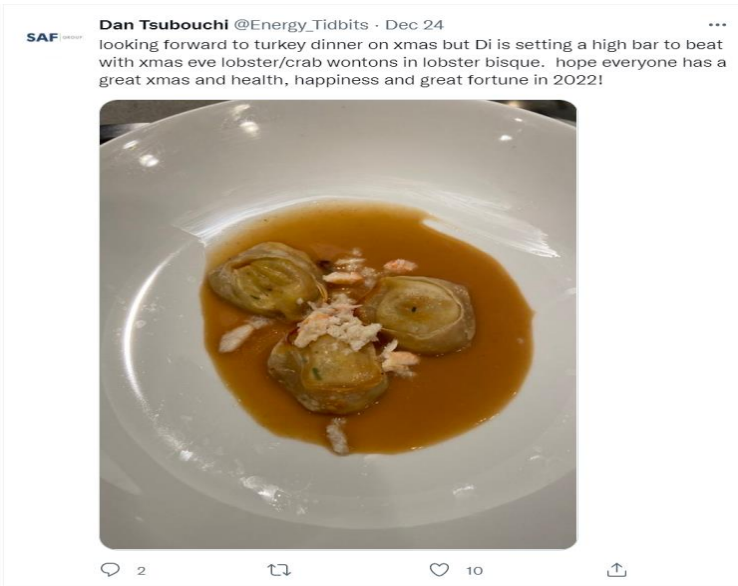 SAF GROUP
Dan Tsubouchi @Energy_Tidbits · Dec 24
looking forward to turkey dinner on xmas but Di is setting a high bar to beat
with xmas eve lobster/crab wontons in lobster bisque.  hope everyone has a
great xmas and health, happiness and great fortune in 2022!
2
10